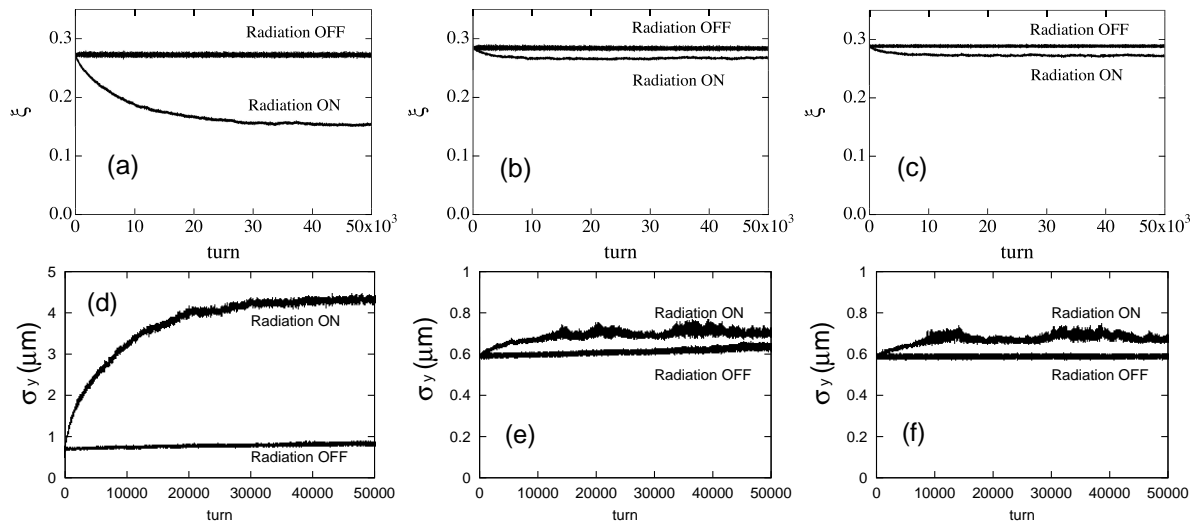 0.3
0.2
0.1
0.0
ξ
Radiation OFF
Radiation ON
(a)
0 10 20 30 40 50x10³
turn
0.3
0.2
0.1
0.0
ξ
Radiation OFF
Radiation ON
(b)
0 10 20 30 40 50x10³
turn
0.3
0.2
0.1
0.0
ξ
Radiation OFF
Radiation ON
(c)
0 10 20 30 40 50x10³
turn
5
4
3
2
1
0
σ y (μm)
(d)
Radiation ON
Radiation OFF
0 10000 20000 30000 40000 50000
turn
1
0.8
0.6
0.4
0.2
0
σ y (μm)
Radiation ON
Radiation OFF
(e)
0 10000 20000 30000 40000 50000
turn
1
0.8
0.6
0.4
0.2
0
σ y (μm)
Radiation ON
Radiation OFF
(f)
0 10000 20000 30000 40000 50000
turn